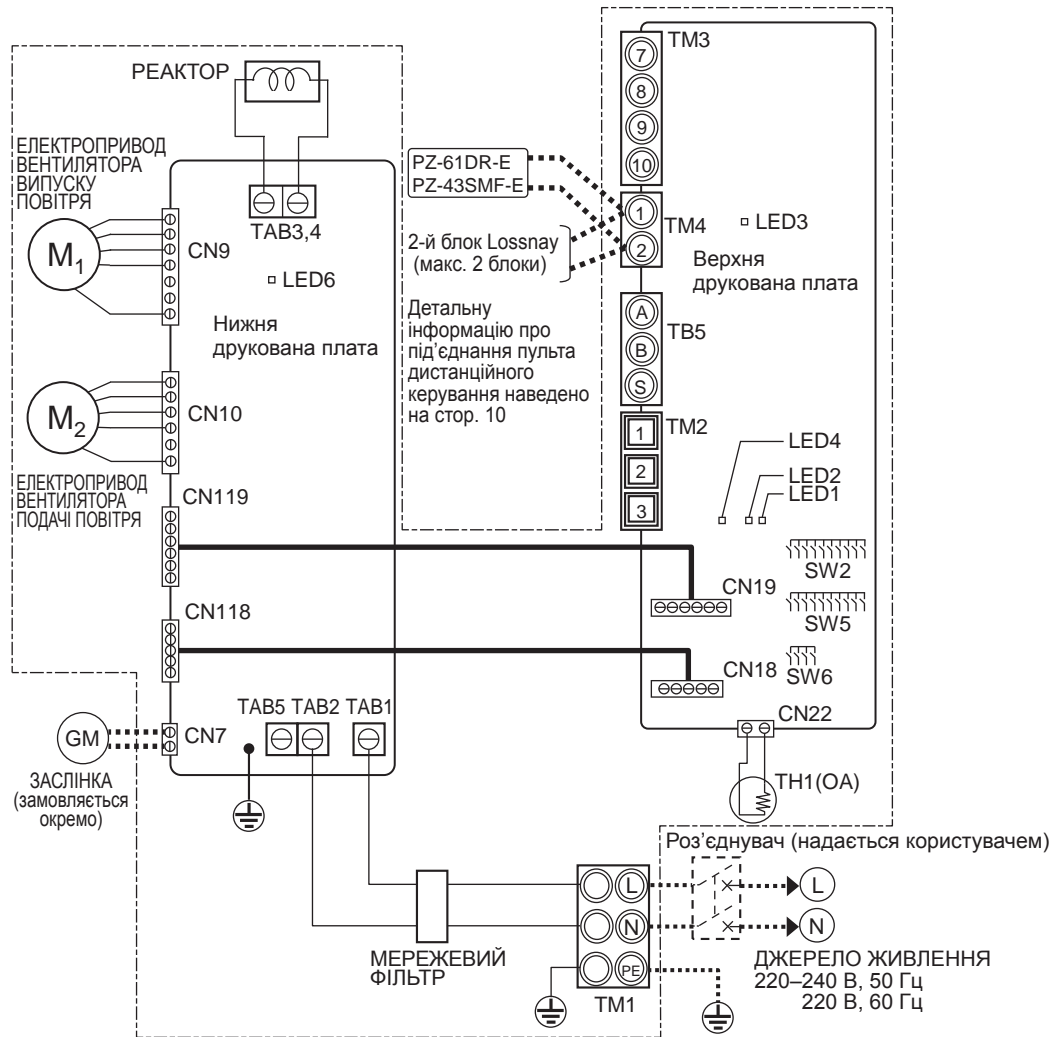 РЕАКТОР
ЕЛЕКТРОПРИВОД
ВЕНТИЛЯТОРА
ВИПУСКУ
ПОВІТРЯ
M1
CN9
TAB3,4
LED6
Нижня
друкована плата
M2
CN10
ЕЛЕКТРОПРИВОД
ВЕНТИЛЯТОРА
ПОДАЧІ ПОВІТРЯ
CN119
CN118
TAB5 TAB2 TAB1
GM
CN7
ЗАСЛІНКА
(замовляється
окремо)
PZ-61DR-E
PZ-43SMF-E
2-й блок Lossnay
(макс. 2 блоки)
Детальну
інформацію про
під’єднання пульта
дистанційного
керування наведено
на стор. 10
TM3
7
8
9
10
1
2
TM4
LED3
Верхня
друкована плата
A
B
S
TB5
TM2
1
2
3
LED4
LED2
LED1
SW2
CN19
SW5
CN18
SW6
CN22
TH1(OA)
Роз’єднувач (надається користувачем)
L
N
PE
L
N
МЕРЕЖЕВИЙ
ФІЛЬТР
TM1
ДЖЕРЕЛО ЖИВЛЕННЯ
220–240 В, 50 Гц
220 В, 60 Гц